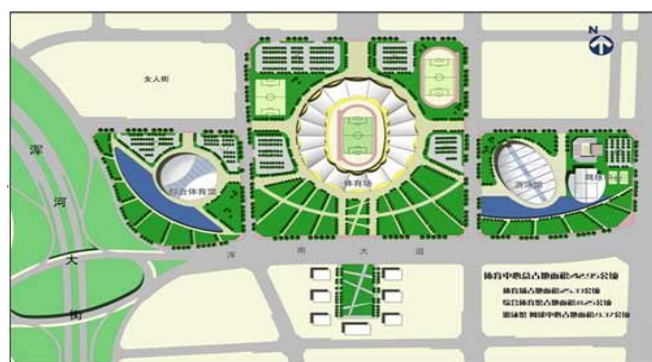 N
女人街
浑河大街
综合体育馆
体育场
游泳馆
浑南大道
体育中心总占地面积42.95公顷
体育场占地面积25.33公顷
综合体育馆占地面积8.25公顷
游泳馆 网球中心占地面积9.37公顷